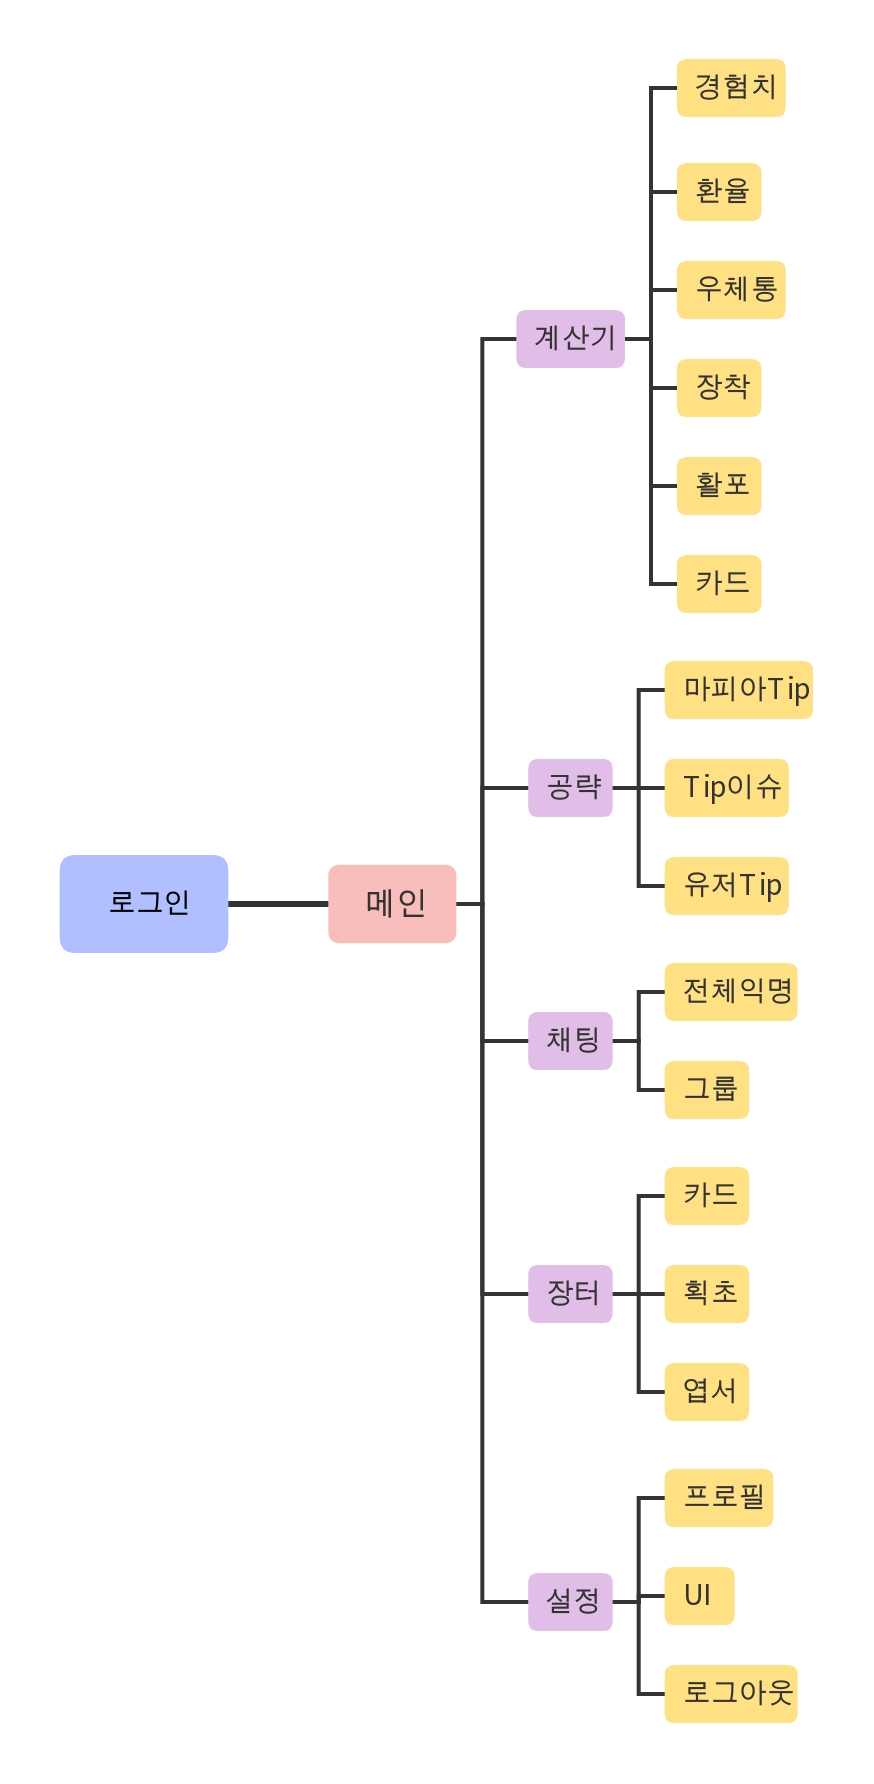 로그인
메인
계산기
경험치
환율
우체통
장착
활포
카드
공략
마피아Tip
Tip이슈
유저Tip
채팅
전체익명
그룹
장터
카드
획초
엽서
설정
프로필
UI
로그아웃